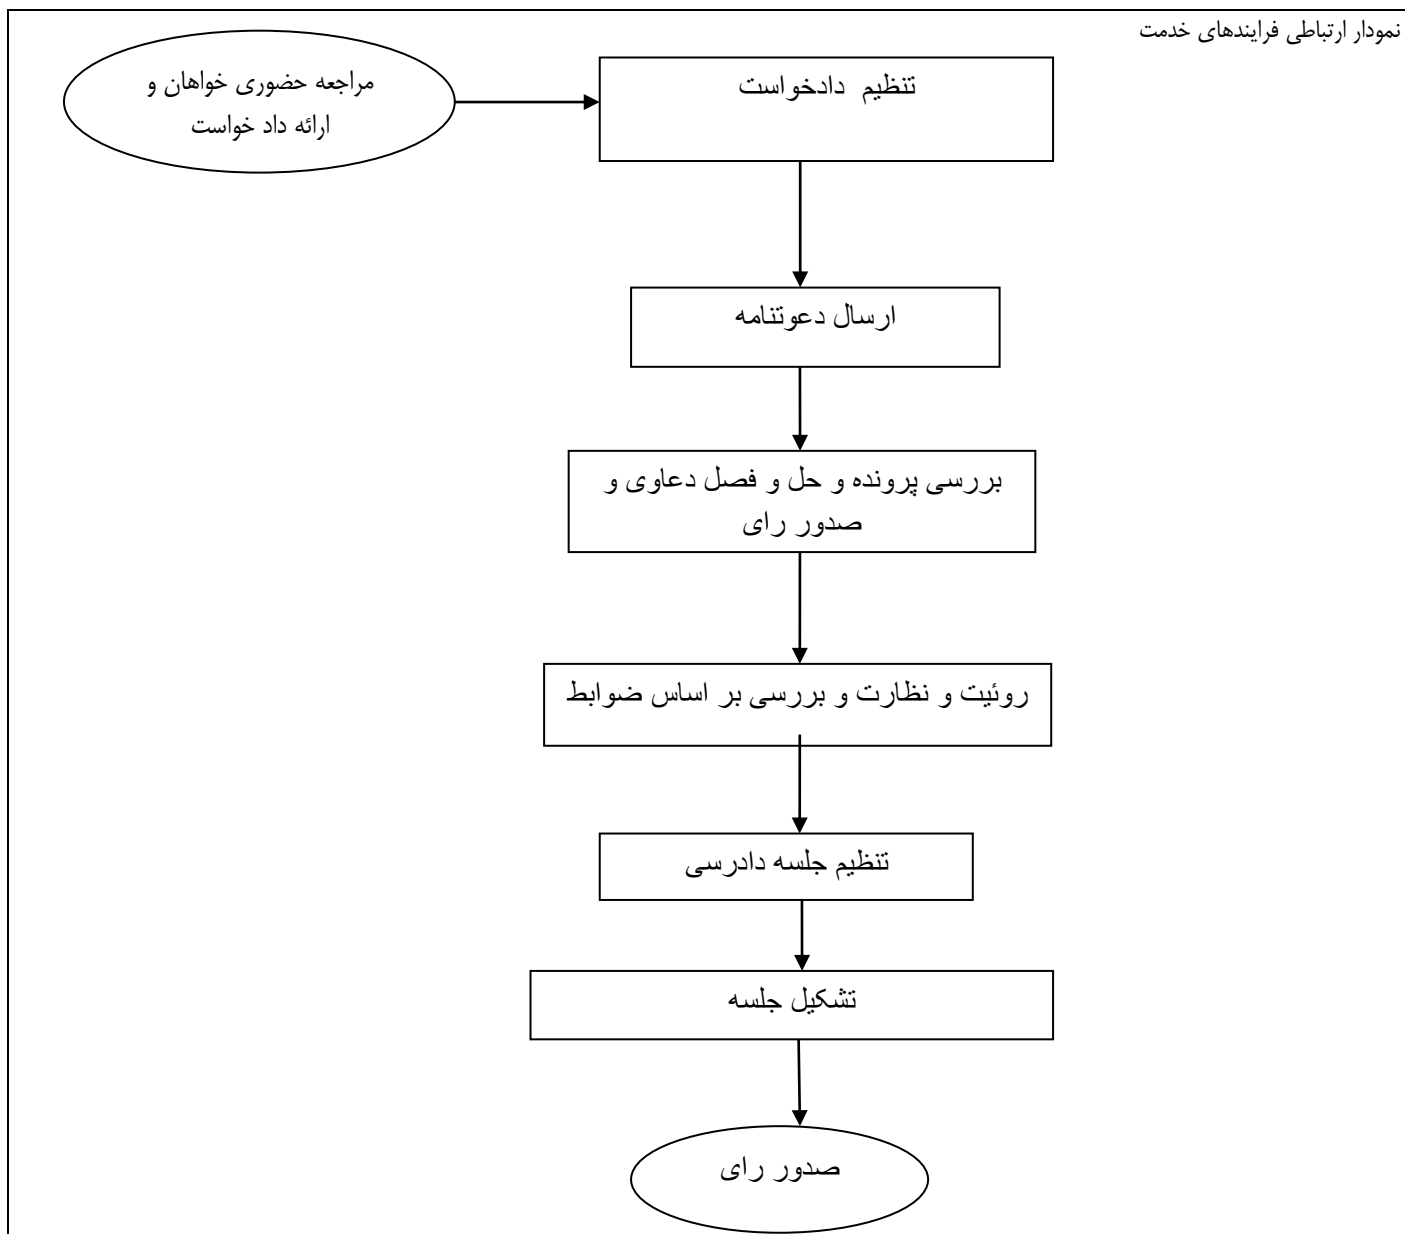 نمودار ارتباطی فرایندهای خدمت
مراجعه حضوری خواهان و
ارائه داد خواست
تنظیم دادخواست
ارسال دعوتنامه
بررسی پرونده و حل و فصل دعاوی و
صدور رای
روئیت و نظارت و بررسی بر اساس ضوابط
تنظیم جلسه دادرسی
تشکیل جلسه
صدور رای